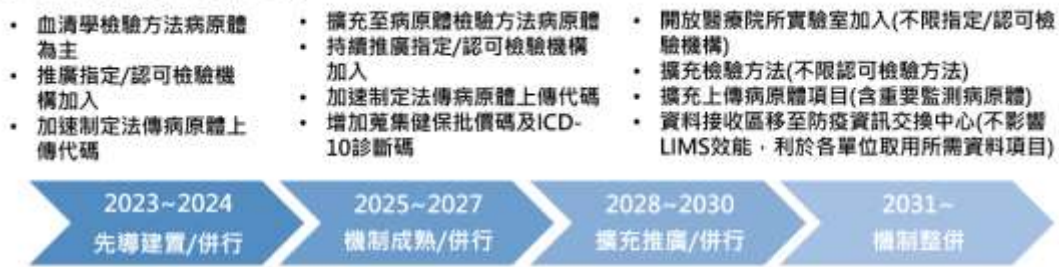 • 血清學檢驗方法病原體
為主
• 推廣指定/認可檢驗機
構加入
• 加速制定法傳病原體上
傳代碼
• 擴充至病原體檢驗方法病原體
• 持續推廣指定/認可檢驗機構
加入
• 加速制定法傳病原體上傳代碼
• 增加蒐集健保批價碼及ICD-
10診斷碼
• 開放醫療院所實驗室加入(不限指定/認可檢
驗機構)
• 擴充檢驗方法(不限認可檢驗方法)
• 擴充上傳病原體項目(含重要監測病原體)
• 資料接收區移至防疫資訊交換中心(不影響
LIMS效能,利於各單位取用所需資料項目)
2023~2024
先導建置/併行
2025~2027
機制成熟/併行
2028~2030
擴充推廣/併行
2031~
機制整併